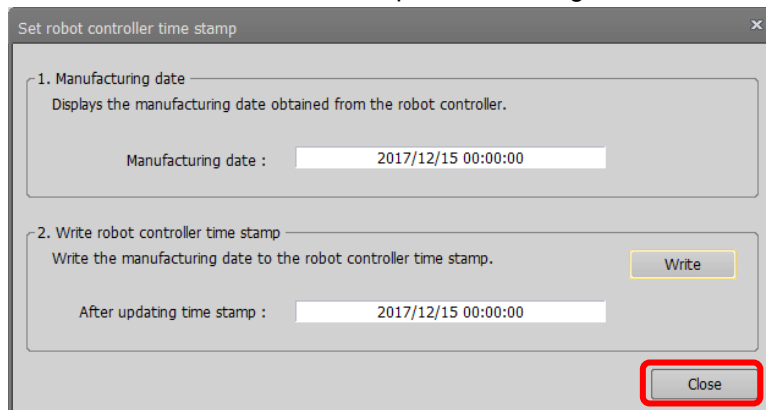 Set robot controller time stamp x
1. Manufacturing date
Displays the manufacturing date obtained from the robot controller.
Manufacturing date : 2017/12/15 00:00:00
2. Write robot controller time stamp
Write the manufacturing date to the robot controller time stamp.
Write
After updating time stamp : 2017/12/15 00:00:00
Close